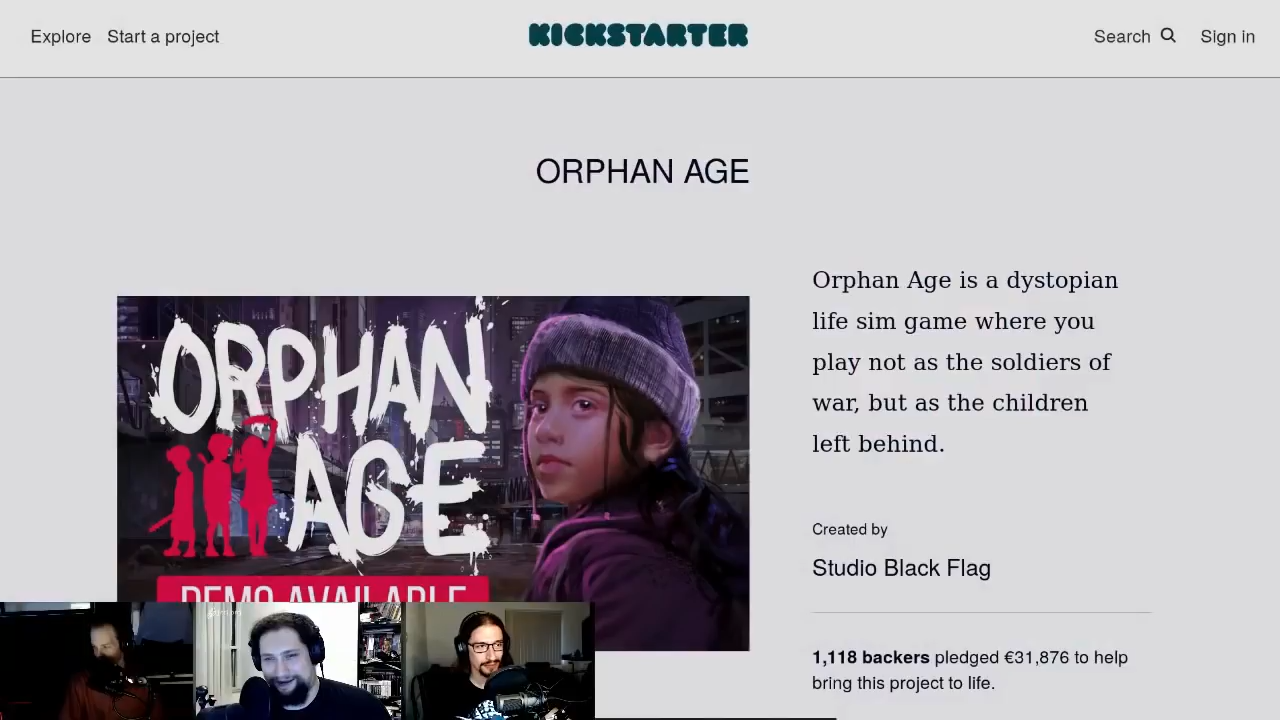 Explore Start a project KICKSTARTER Search Sign in
ORPHAN AGE
ORPHAN
AGE
DEMO AVAILABLE
Orphan Age is a dystopian
life sim game where you
play not as the soldiers of
war, but as the children
left behind.
Created by
Studio Black Flag
1,118 backers pledged €31,876 to help
bring this project to life.